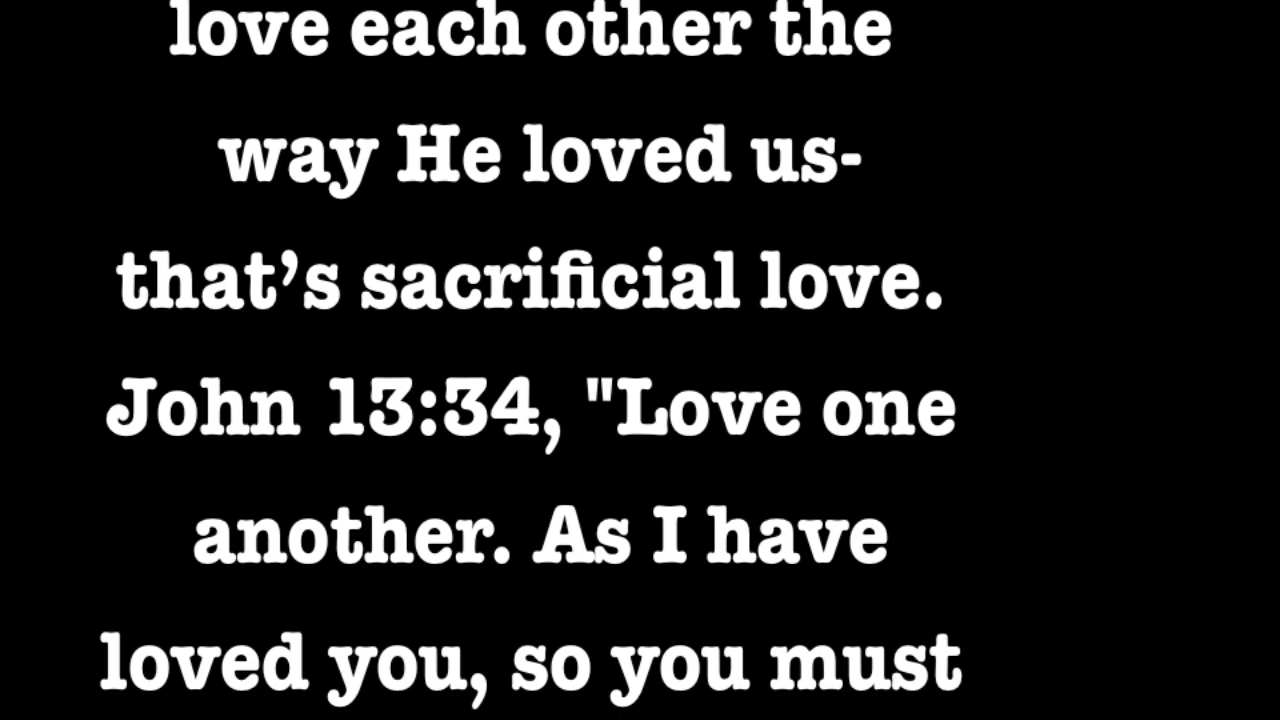 love each other the
way He loved us-
that’s sacrificial love.
John 13:34, "Love one
another. As I have
loved you, so you must